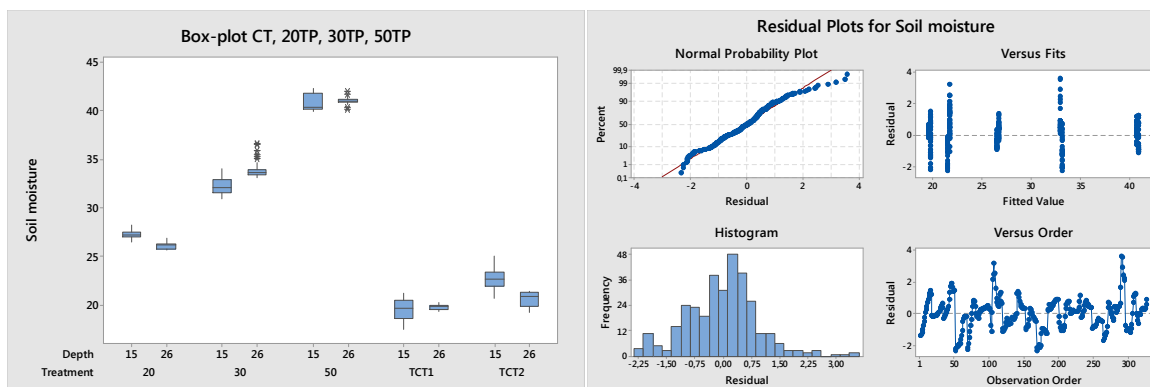 Box-plot CT, 20TP, 30TP, 50TP
45
40
35
30
25
20
Soil moisture
Depth 15 26 15 26 15 26 15 26 15 26
Treatment 20 30 50 TCT1 TCT2
Residual Plots for Soil moisture
Normal Probability Plot
99,9
99
90
50
10
1
0,1
Percent
-4 -2 0 2 4
Residual
Versus Fits
4
2
0
-2
Residual
20 25 30 35 40
Fitted Value
Histogram
48
36
24
12
0
Frequency
-2,25 -1,50 -0,75 0,00 0,75 1,50 2,25 3,00
Residual
Versus Order
4
2
0
-2
Residual
1 50 100 150 200 250 300
Observation Order